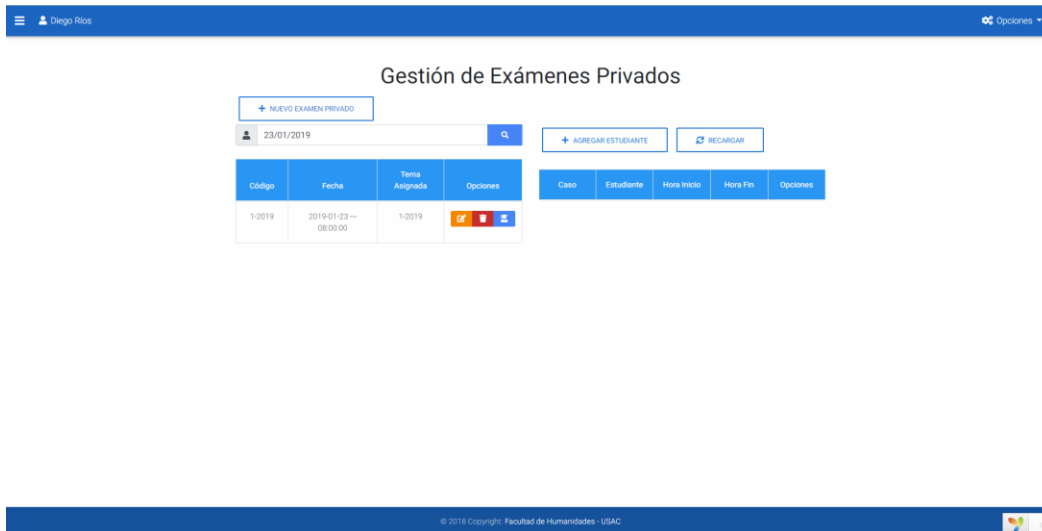 Diego Ríos
Opciones
Gestión de Exámenes Privados
NUEVO EXAMEN PRIVADO
23/01/2019
AGREGAR ESTUDIANTE
RECARGAR
Código Fecha Terna Asignada Opciones
1-2019 2019-01-23 -- 08:00:00 1-2019
Caso Estudiante Hora Inicio Hora Fin Opciones
© 2018 Copyright: Facultad de Humanidades - USAC